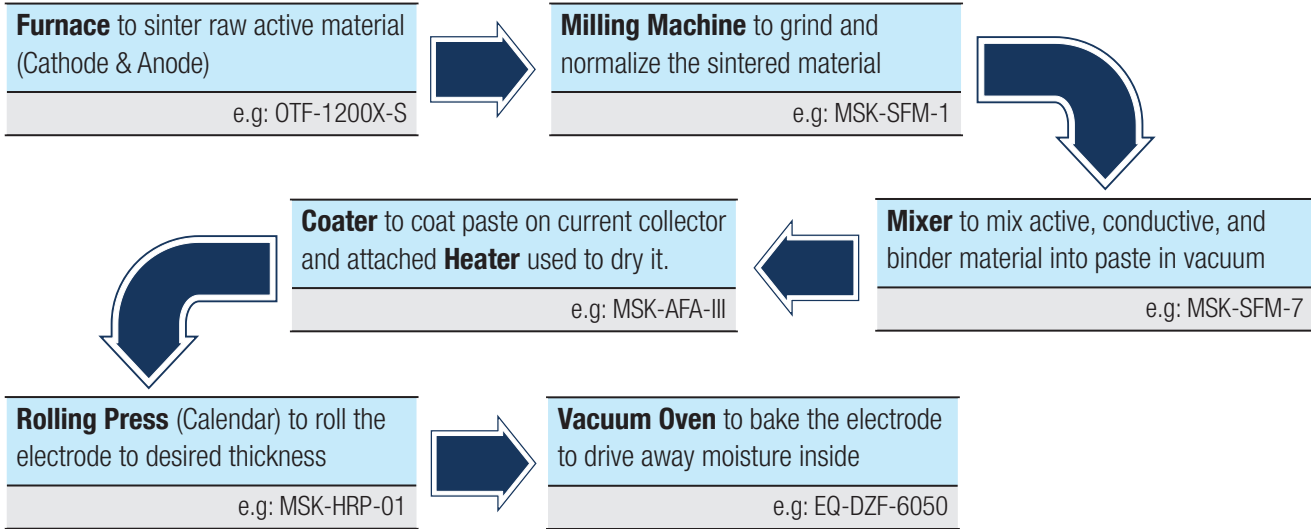 Furnace to sinter raw active material
(Cathode & Anode)
e.g: OTF-1200X-S
Milling Machine to grind and
normalize the sintered material
e.g: MSK-SFM-1
Mixer to mix active, conductive, and
binder material into paste in vacuum
e.g: MSK-SFM-7
Coater to coat paste on current collector
and attached Heater used to dry it.
e.g: MSK-AFA-III
Rolling Press (Calendar) to roll the
electrode to desired thickness
e.g: MSK-HRP-01
Vacuum Oven to bake the electrode
to drive away moisture inside
e.g: EQ-DZF-6050